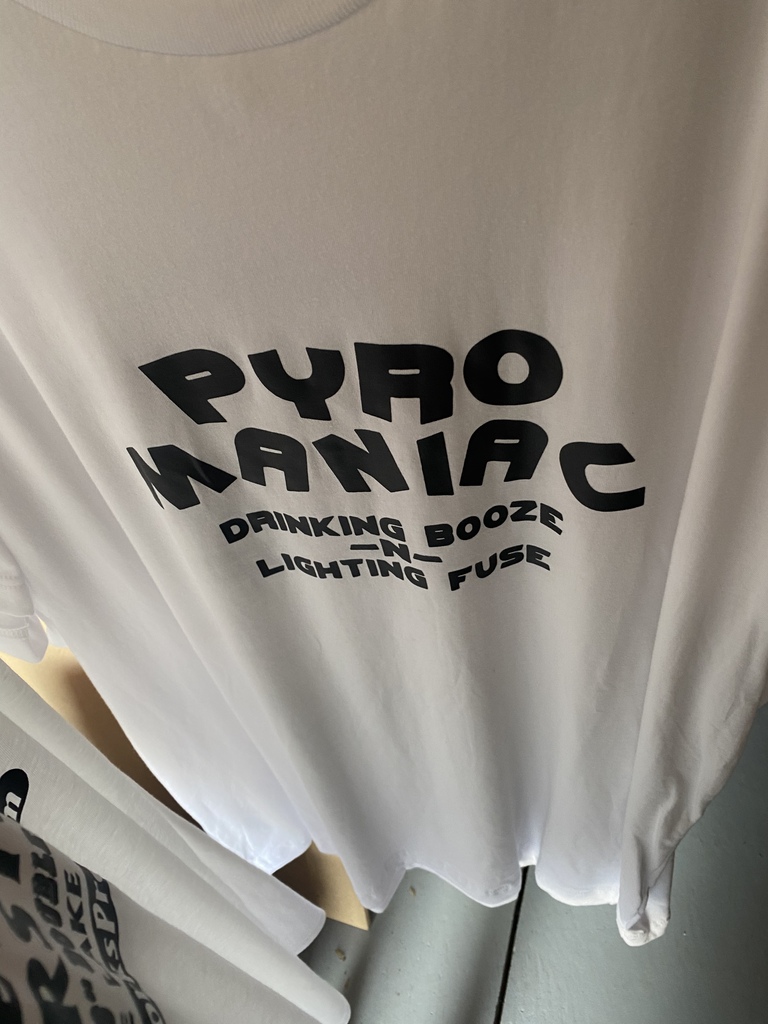 PYRO
MANIAC
DRINKING BOOZE
-N-
LIGHTING FUSE